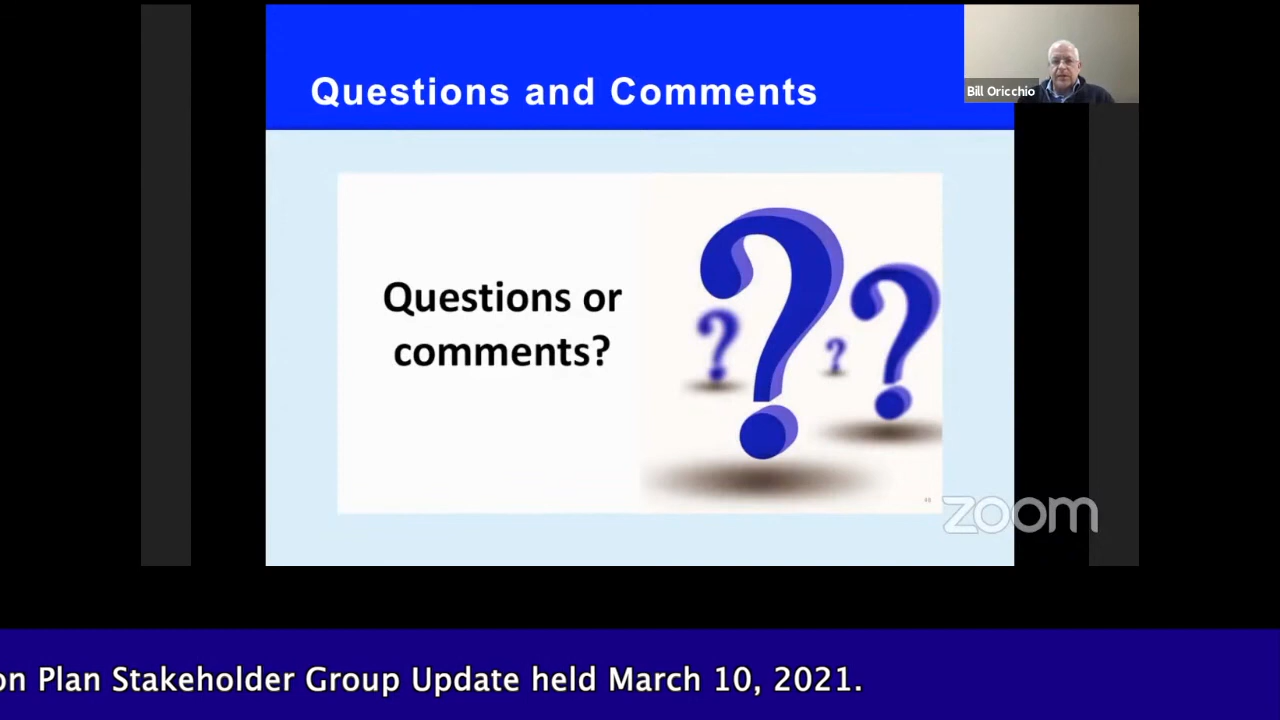 Questions and Comments
Bill Oricchio
Questions or
comments?
zoom
on Plan Stakeholder Group Update held March 10, 2021.